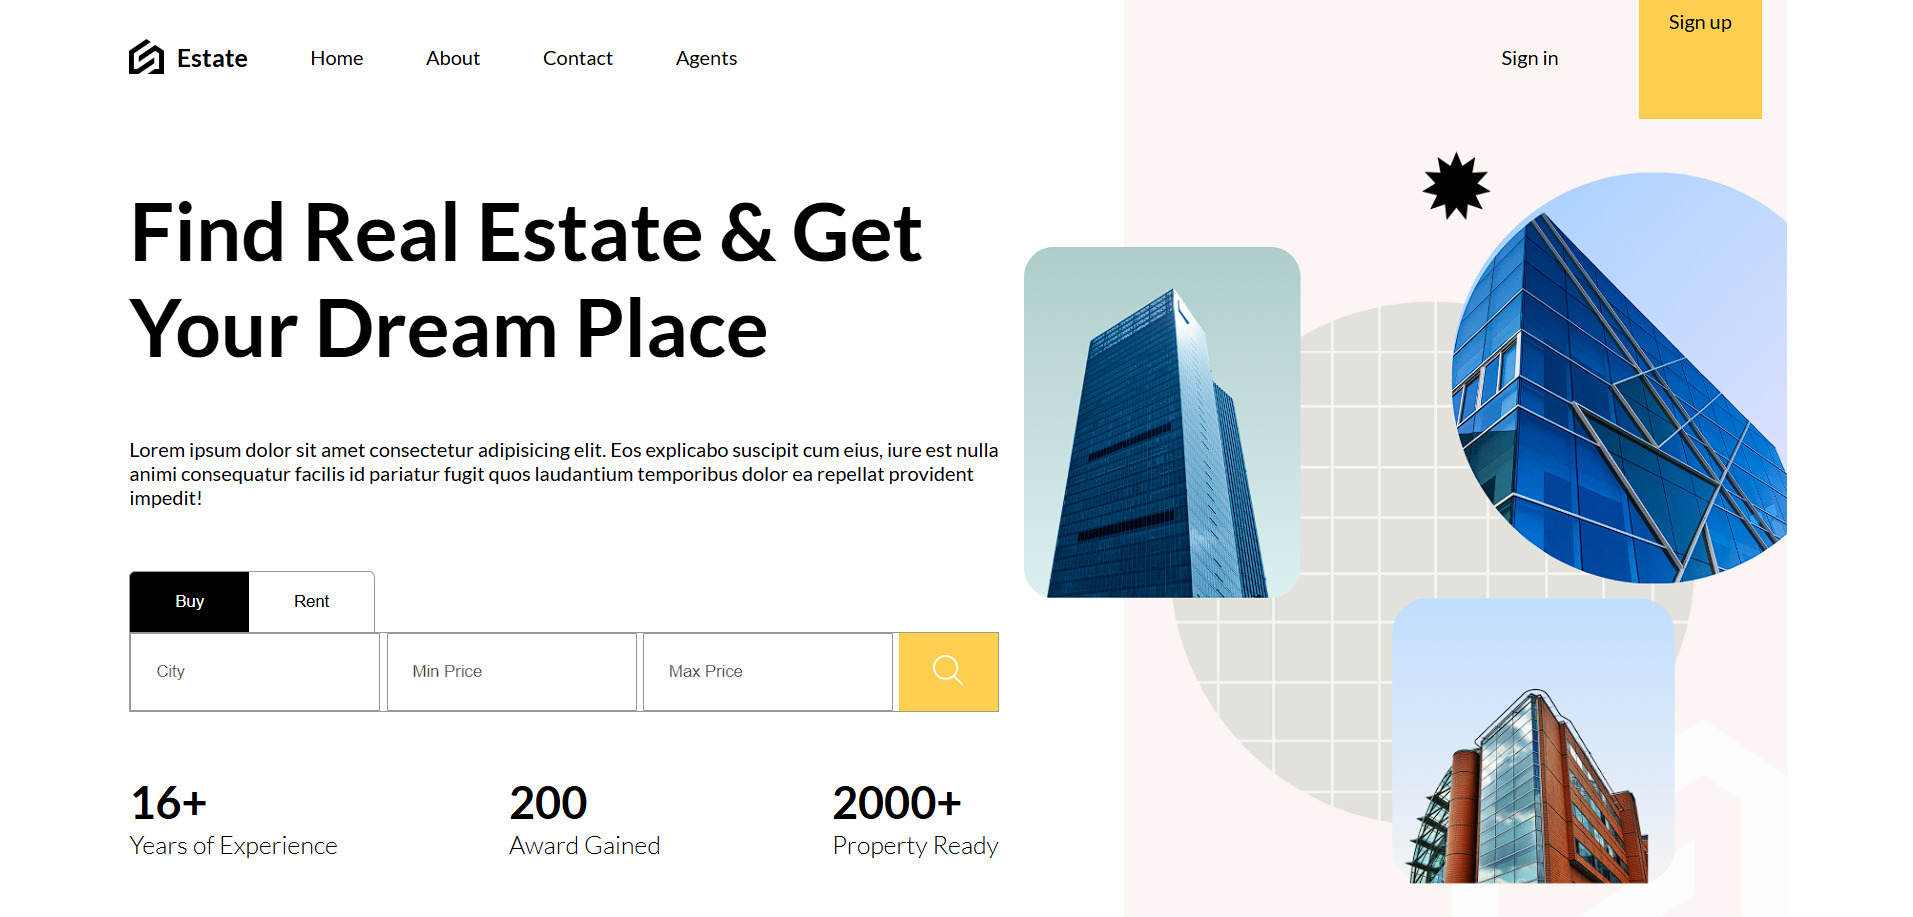 Estate
Home
About
Contact
Agents
Sign in
Sign up
Find Real Estate & Get
Your Dream Place
Lorem ipsum dolor sit amet consectetur adipisicing elit. Eos explicabo suscipit cum eius, iure est nulla
animi consequatur facilis id pariatur fugit quos laudantium temporibus dolor ea repellat provident
impedit!
Buy
Rent
City
Min Price
Max Price
16+
Years of Experience
200
Award Gained
2000+
Property Ready